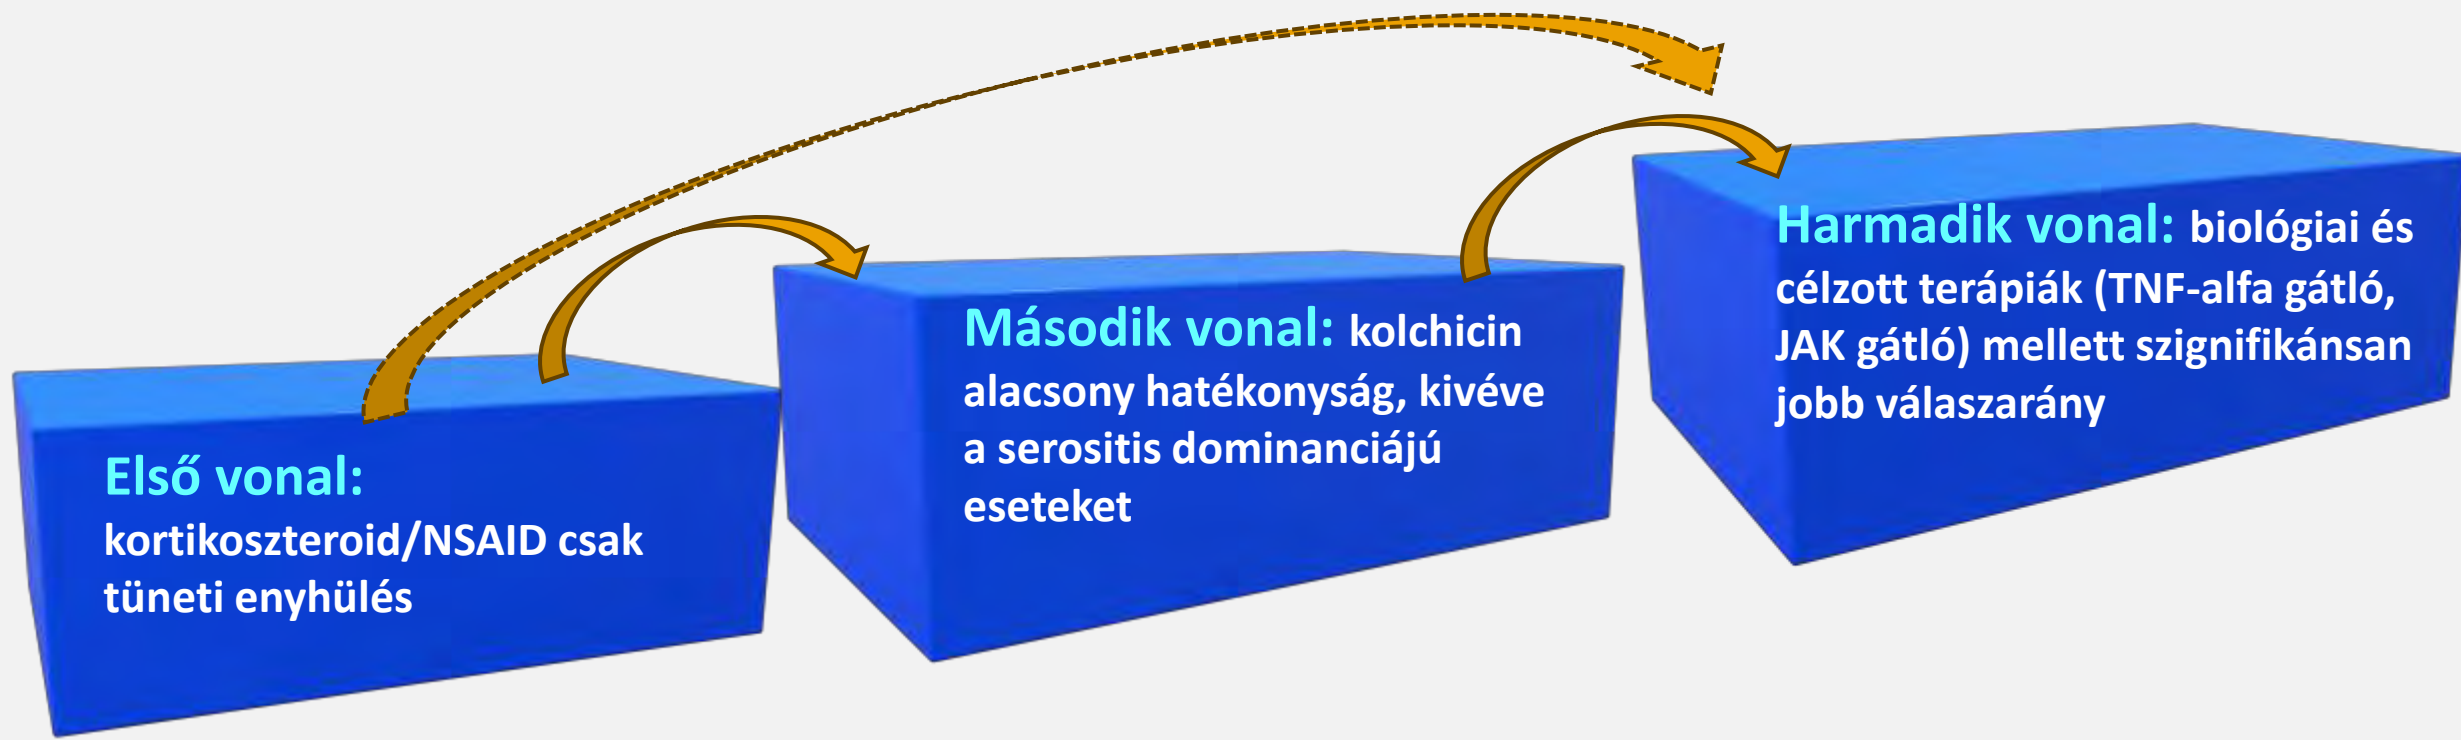 Első vonal:
kortikoszteroid/NSAID csak
tüneti enyhülés
Második vonal: kolchicin
alacsony hatékonyság, kivéve
a serositis dominanciájú
eseteket
Harmadik vonal: biológiai és
célzott terápiák (TNF-alfa gátló,
JAK gátló) mellett szignifikánsan
jobb válaszarány